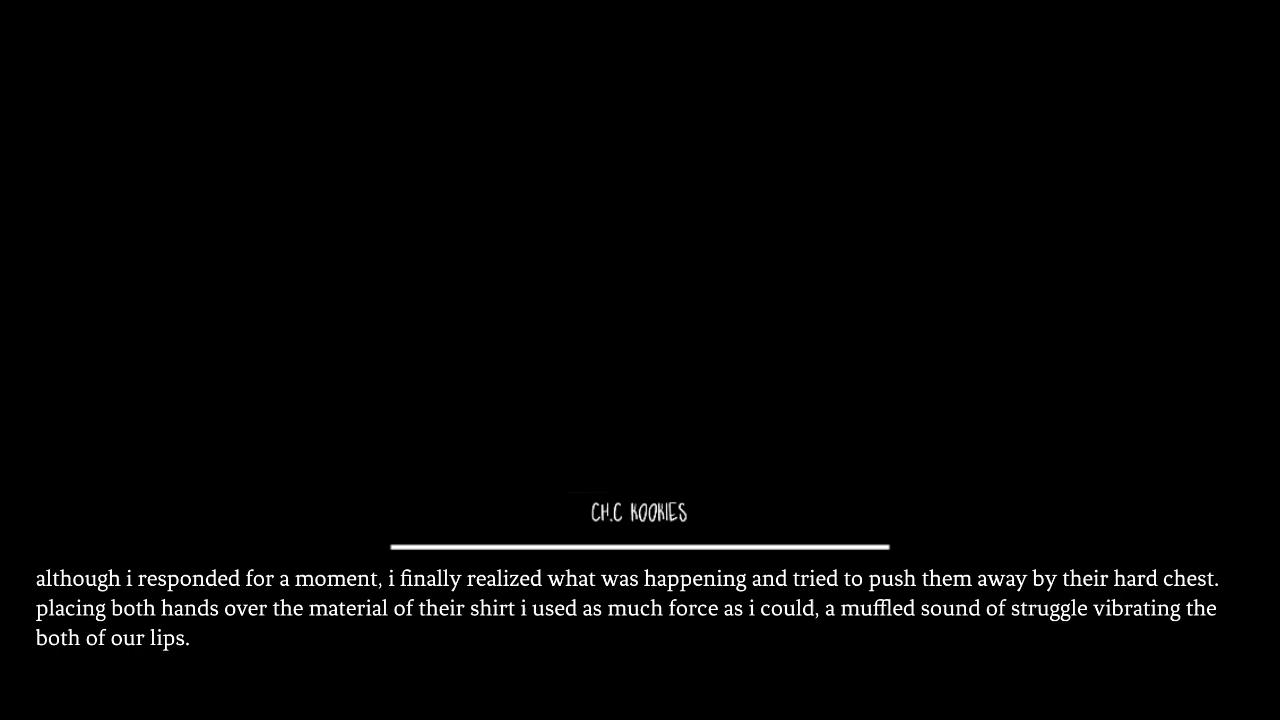 CH.C KOOKIES
although i responded for a moment, i finally realized what was happening and tried to push them away by their hard chest.
placing both hands over the material of their shirt i used as much force as i could, a muffled sound of struggle vibrating the
both of our lips.